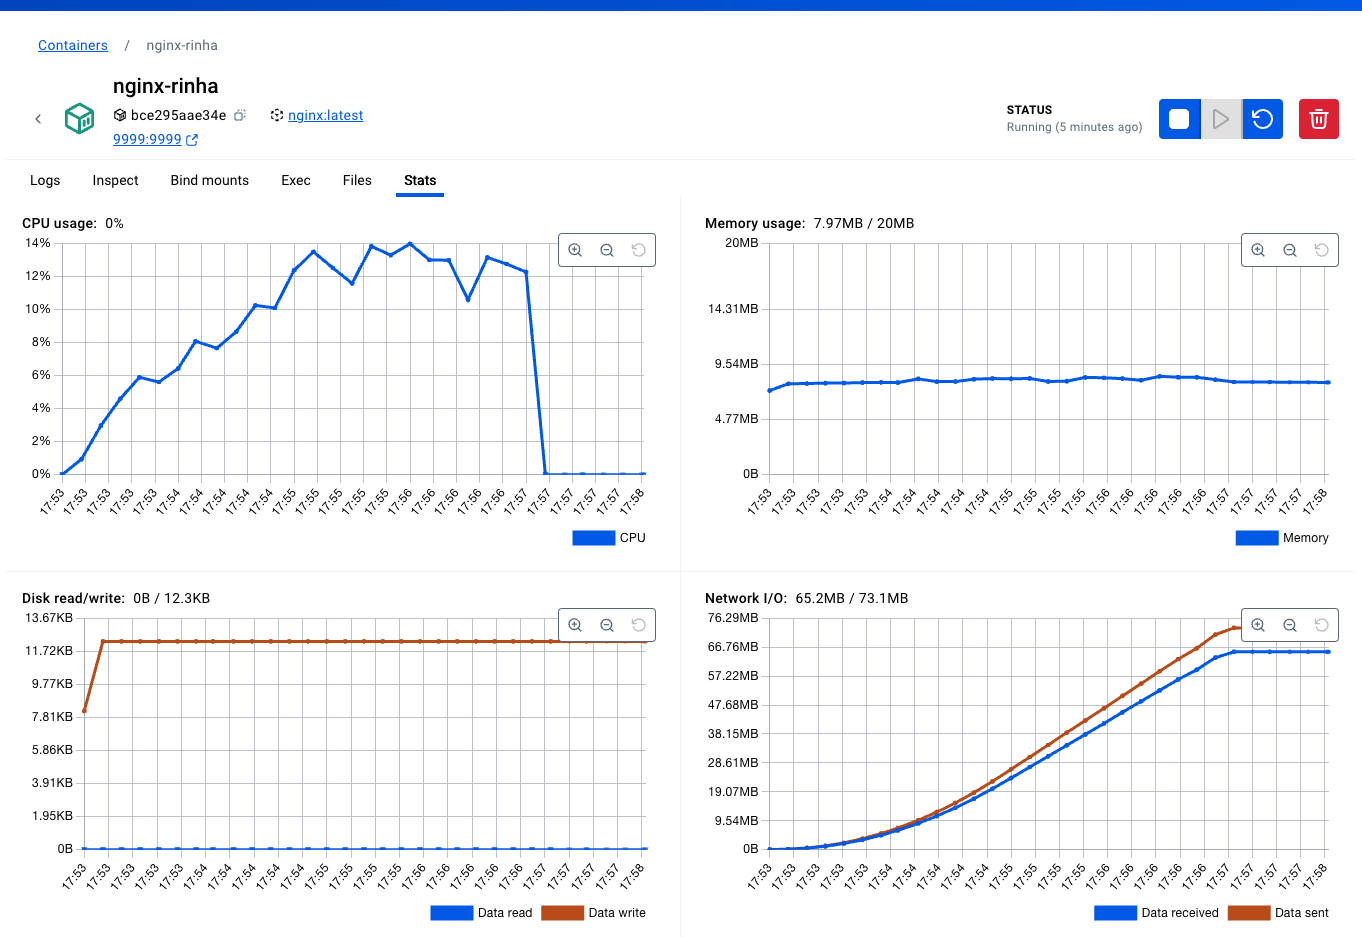 Containers / nginx-rinha
nginx-rinha
bce295aae34e nginx:latest
9999:9999
STATUS
Running (5 minutes ago)
Logs Inspect Bind mounts Exec Files Stats
CPU usage: 0%
14%
12%
10%
8%
6%
4%
2%
0%
17:53 17:53 17:53 17:53 17:53 17:54 17:54 17:54 17:54 17:54 17:55 17:55 17:55 17:55 17:55 17:56 17:56 17:56 17:56 17:56 17:57 17:57 17:57 17:57 17:57 17:58
CPU
Memory usage: 7.97MB / 20MB
20MB
14.31MB
9.54MB
4.77MB
0B
17:53 17:53 17:53 17:53 17:53 17:54 17:54 17:54 17:54 17:54 17:55 17:55 17:55 17:55 17:56 17:56 17:56 17:56 17:56 17:57 17:57 17:57 17:57 17:58
Memory
Disk read/write: 0B / 12.3KB
13.67KB
11.72KB
9.77KB
7.81KB
5.86KB
3.91KB
1.95KB
0B
17:53 17:53 17:53 17:53 17:53 17:54 17:54 17:54 17:54 17:54 17:55 17:55 17:55 17:55 17:56 17:56 17:56 17:56 17:56 17:57 17:57 17:57 17:57 17:58
Data read Data write
Network I/O: 65.2MB / 73.1MB
76.29MB
66.76MB
57.22MB
47.68MB
38.15MB
28.61MB
19.07MB
9.54MB
0B
17:53 17:53 17:53 17:53 17:53 17:54 17:54 17:54 17:54 17:54 17:55 17:55 17:55 17:55 17:56 17:56 17:56 17:56 17:56 17:57 17:57 17:57 17:57 17:58
Data received Data sent